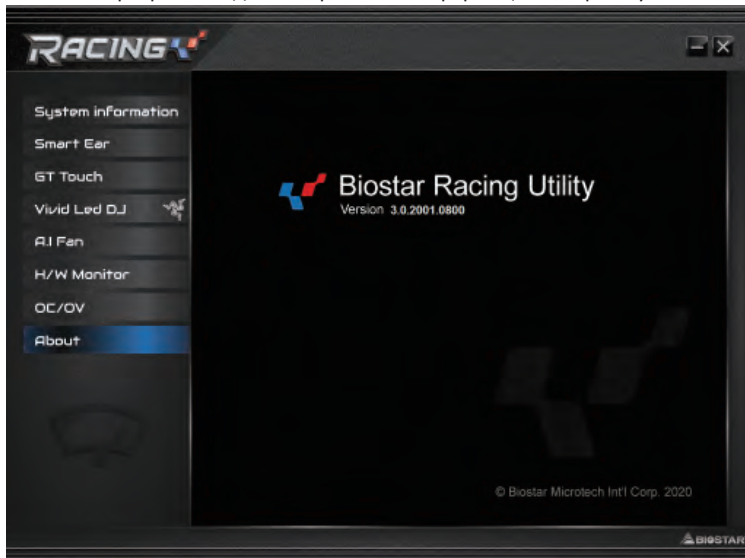 RACING
System information
Smart Ear
GT Touch
Vivid Led DJ
A.I Fan
H/W Monitor
OC/OV
About
Biostar Racing Utility
Version 3.0.2001.0800
© Biostar Microtech Int'l Corp. 2020
BIOSTAR